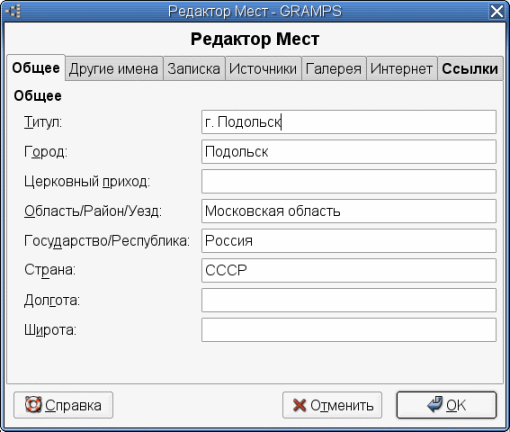 Редактор Мест - GRAMPS
Редактор Мест
Общее Другие имена Записка Источники Галерея Интернет Ссылки
Общее
Титул: г. Подольск
Город: Подольск
Церковный приход:
Область/Район/Уезд: Московская область
Государство/Республика: Россия
Страна: СССР
Долгота:
Широта:
Справка Отменить OK